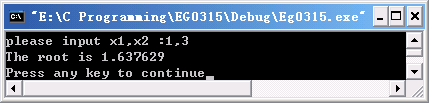 "E:\C Programming\EG0315\Debug\Eg0315.exe"
please input x1,x2 :1,3
The root is 1.637629
Press any key to continue_